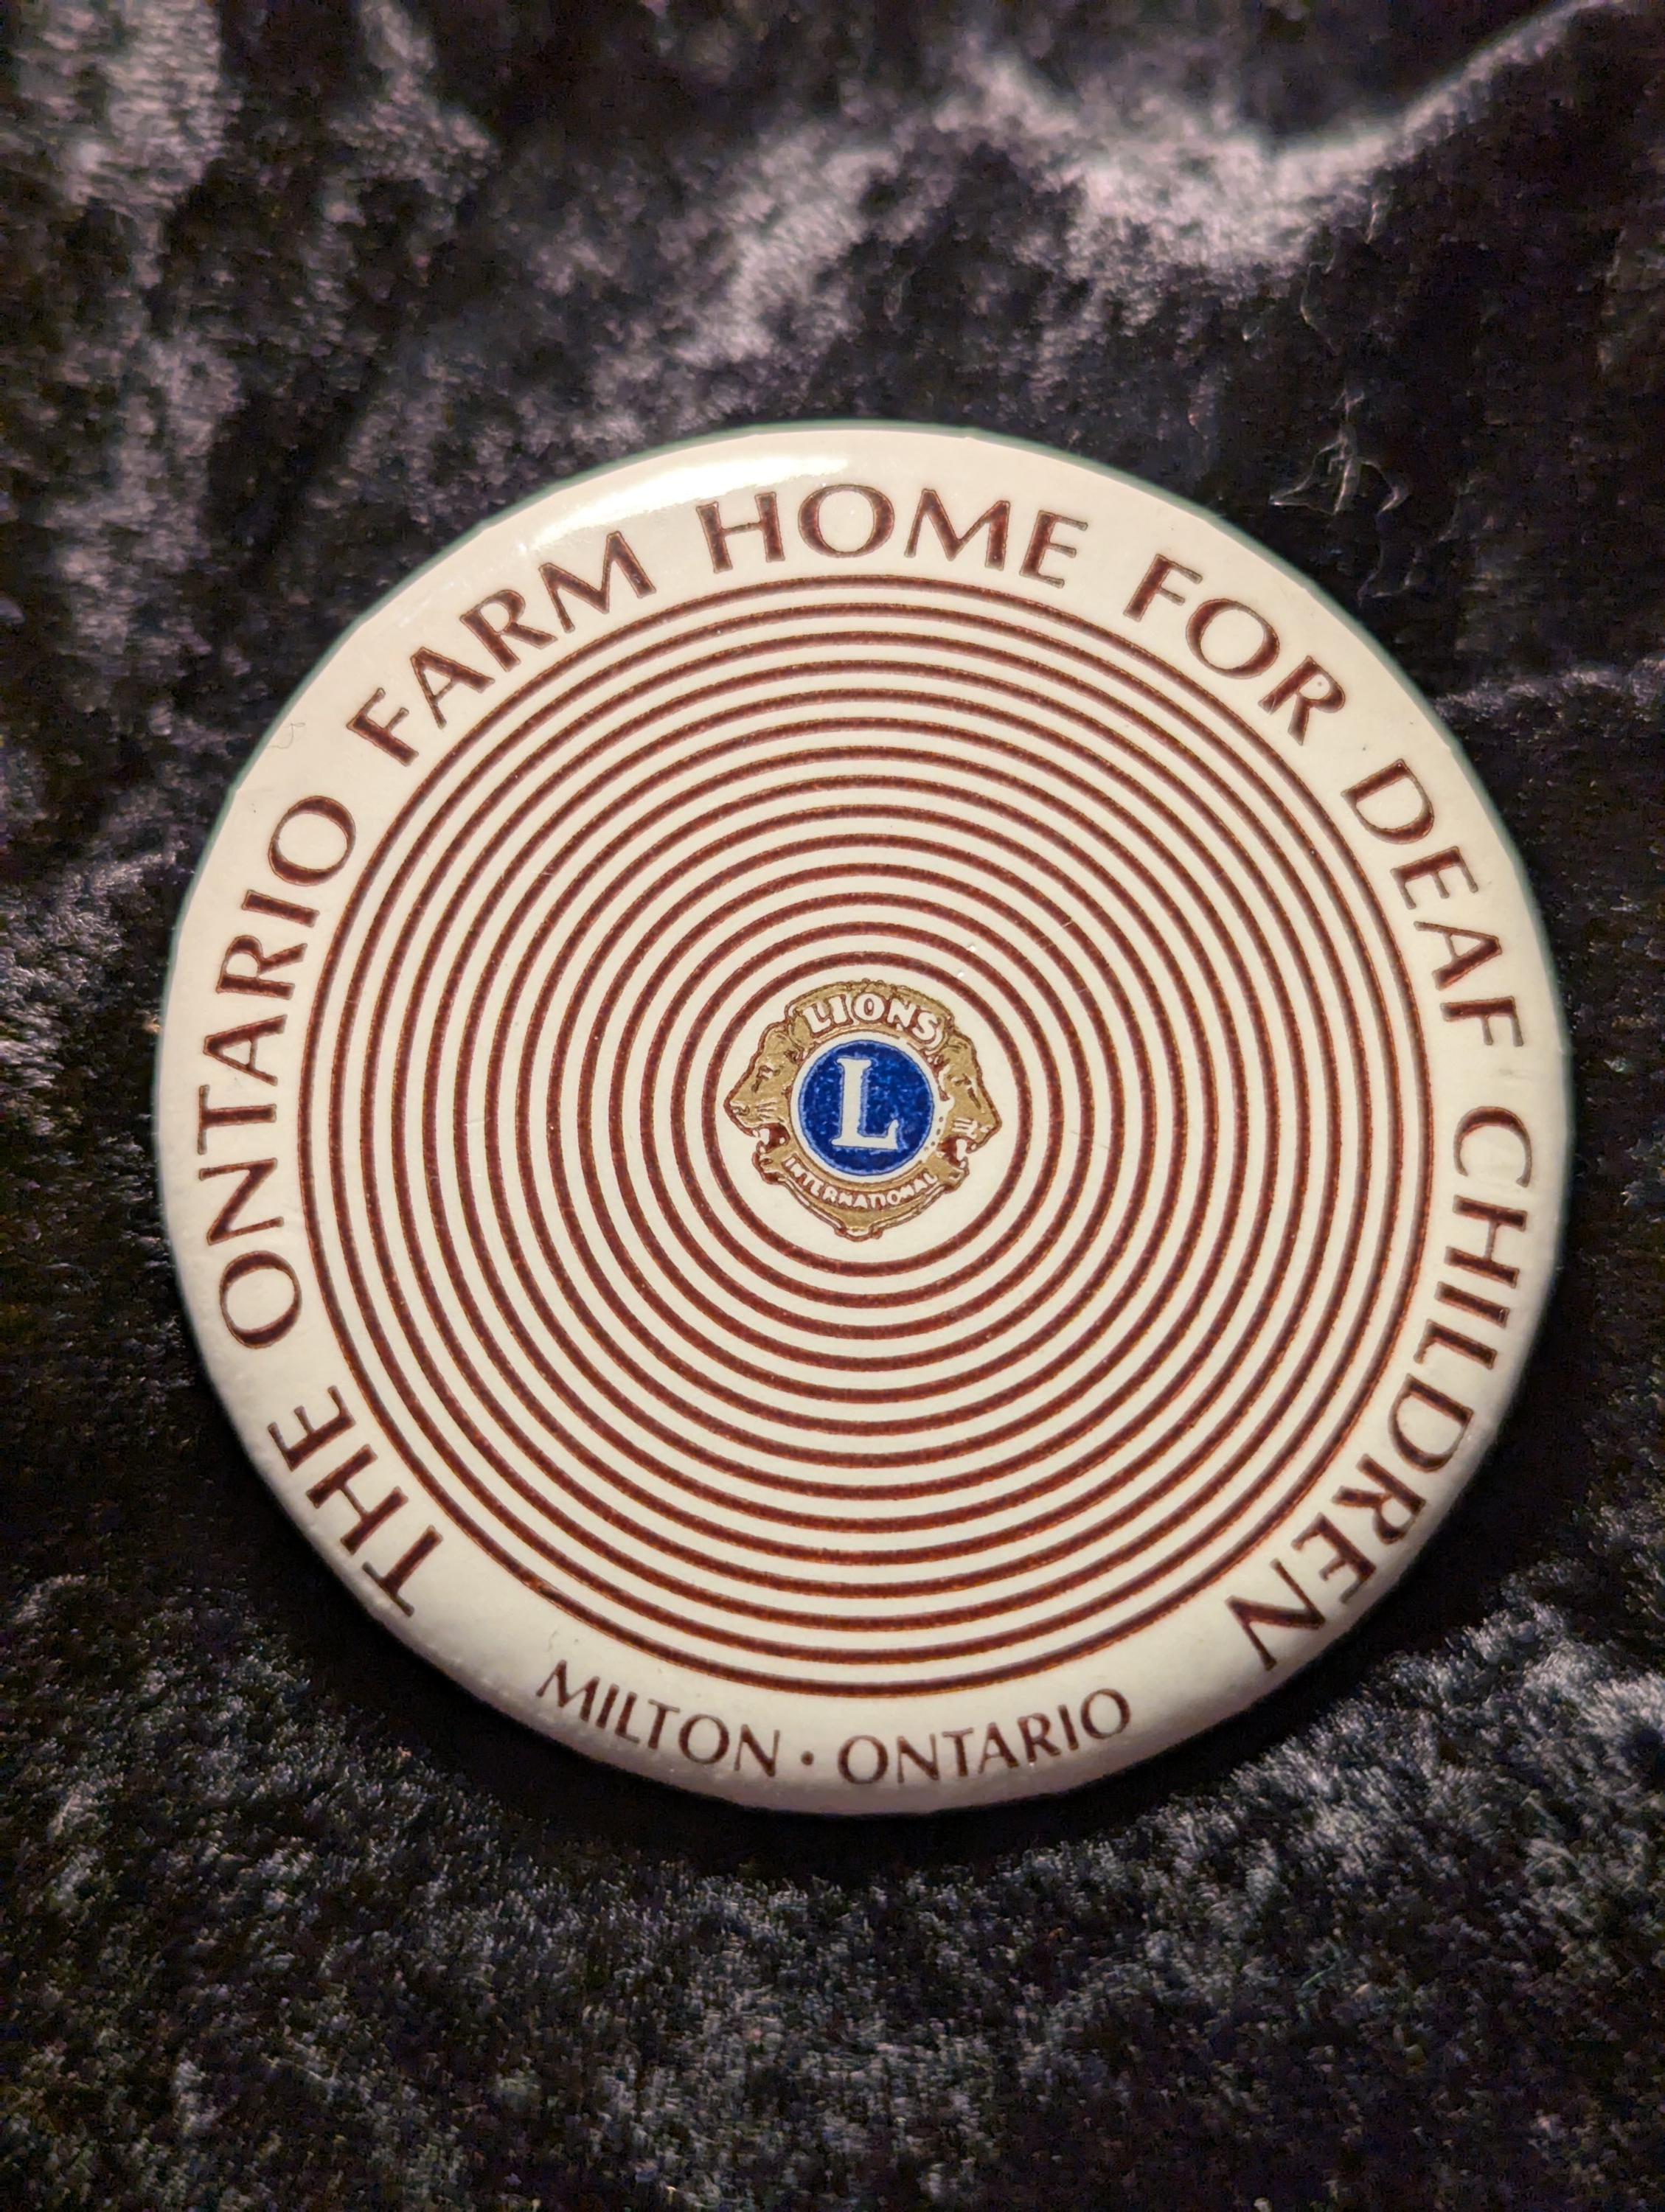 THE ONTARIO FARM HOME FOR DEAF CHILDREN
LIONS
L
INTERNATIONAL
MILTON • ONTARIO